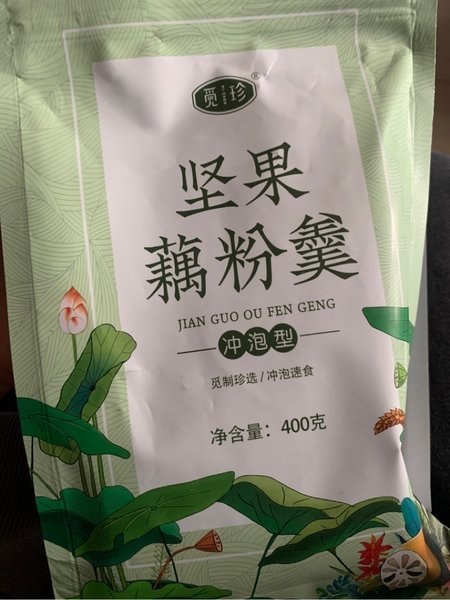 觅·珍®
坚果
藕粉羹
JIAN GUO OU FEN GENG
冲泡型
觅制珍选/冲泡速食
净含量：400克